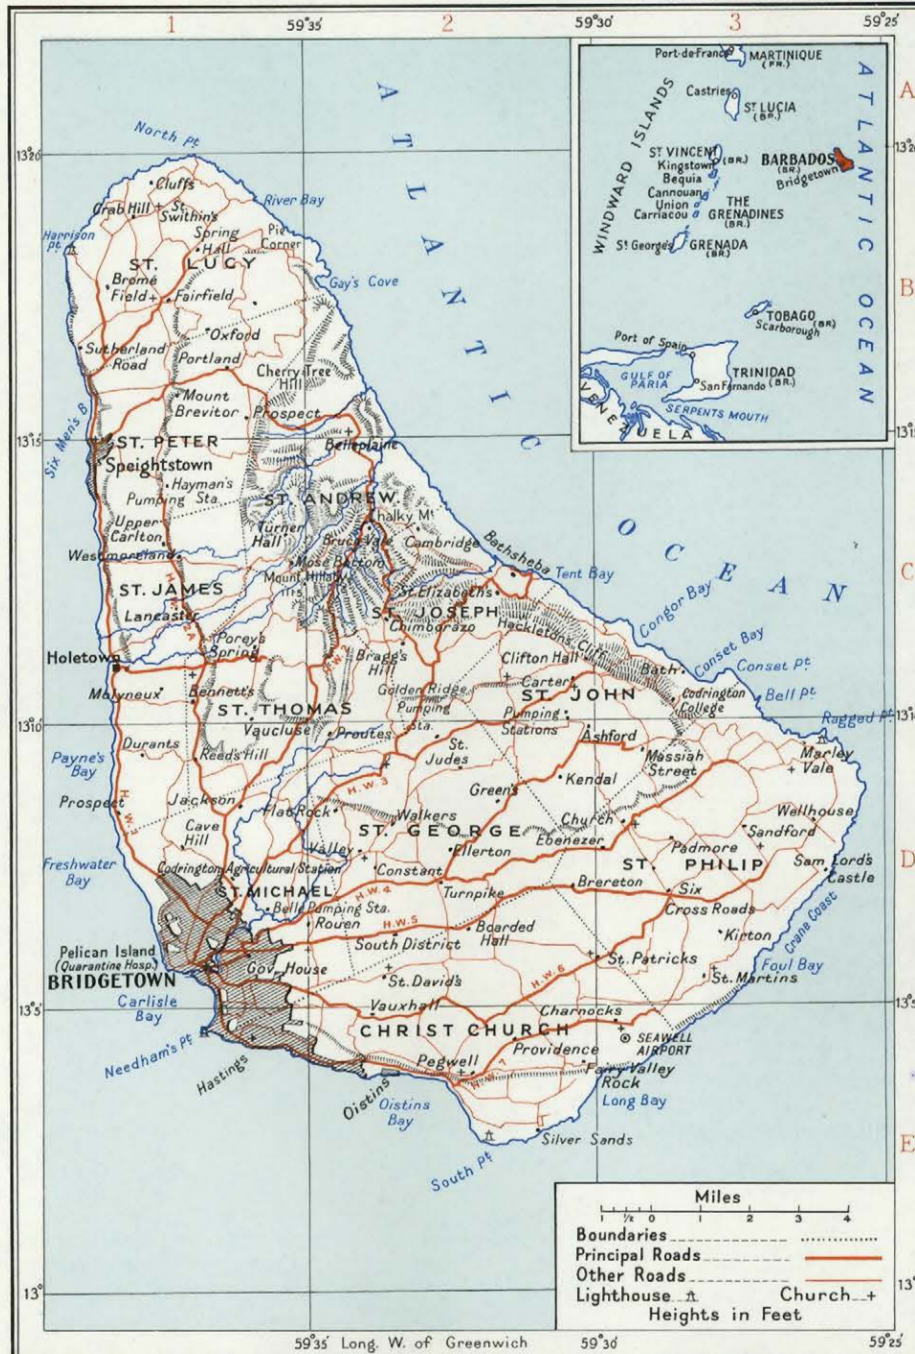 1 2 3
59°35' 59°30' 59°25'
A
B
C
D
E
13°20'
13°15'
13°10'
13°5'
13°
13°20'
13°15
13°
ATLANTIC OCEAN
Port-de-France
MARTINIQUE
(FR.)
Castries
ST LUCIA
(BR.)
WINDWARD ISLANDS
ST VINCENT
(BR.)
Kingstown
Bequia
Cannouan
Union
Carriacou
THE
GRENADINES
(BR.)
BARBADOS
(BR.)
Bridgetown
St George's
GRENADA
(BR.)
TOBAGO
(BR.)
Scarborough
Port of Spain
TRINIDAD
(BR.)
GULF OF
PARIA
San Fernando
SERPENTS MOUTH
VENEZUELA
ATLANTIC OCEAN
North Pt.
Cluffs
Crab Hill
St.
Swithin's
River Bay
Harrison
Pt.
Spring
Hall
Pie
Corner
ST. LUCY
Brome
Field
Fairfield
Gay's Cove
Oxford
Sutherland
Road
Portland
Cherry Tree
Hill
Mount
Brevitor
Prospect
Six Men's B
ST. PETER
Speightstown
Belleplaine
Hayman's
Pumping Sta.
ST. ANDREW
Upper
Carlton
Turner
Hall
halky Mt
Bruce Vale
Cambridge
Bathsheba
Westmoreland
Mose Bottom
Mount Hillaby
Tent Bay
ST. JAMES
Lancaster
St. Elizabeth's
ST. JOSEPH
Chimborazo
Hackletons Cliff
Congor Bay
Porey's
Spring
H.W.2
Holetown
Bragg's
Hill
Clifton Hall
Bath
Conset Bay
Conset Pt.
Molyneux
Bennett's
Golden Ridge
Pumping
Sta.
Carter
ST. JOHN
Codrington
College
Bell Pt.
ST. THOMAS
Vaucluse
Proutes
Pumping
Stations
Ragged Pt.
Durants
Reed's Hill
St.
Judes
Ashford
Massiah
Street
Marley
Vale
Payne's
Bay
H.W.3
Green's
Kendal
Prospect
Jackson
Flat Rock
Walkers
Church
Wellhouse
Cave
Hill
ST. GEORGE
Padmore
Sandford
Valley
Ellerton
Ebenezer
ST. PHILIP
Freshwater
Bay
Codrington Agricultural Station
Constant
Sam Lord's
Castle
ST. MICHAEL
H.W.4
Turnpike
Brereton
Six
Cross Roads
Belle Pumping Sta.
Rouen
H.W.5
Boarded
Hall
Crane Coast
Kirton
Pelican Island
(Quarantine Hosp.)
South District
St. Patricks
Foul Bay
BRIDGETOWN
Gov. House
St. David's
H.W.6
St. Martins
Carlisle
Bay
Vauxhall
Charnocks
CHRIST CHURCH
SEAWELL
AIRPORT
Needham's Pt.
Providence
Hastings
Pegwell
Fairy Valley
Rock
Oistins
Oistins
Bay
Long Bay
South Pt.
Silver Sands
Miles
1 ½ 0 1 2 3 4
Boundaries
Principal Roads
Other Roads
Lighthouse Church
Heights in Feet
59°35' Long. W. of Greenwich 59°30' 59°25'